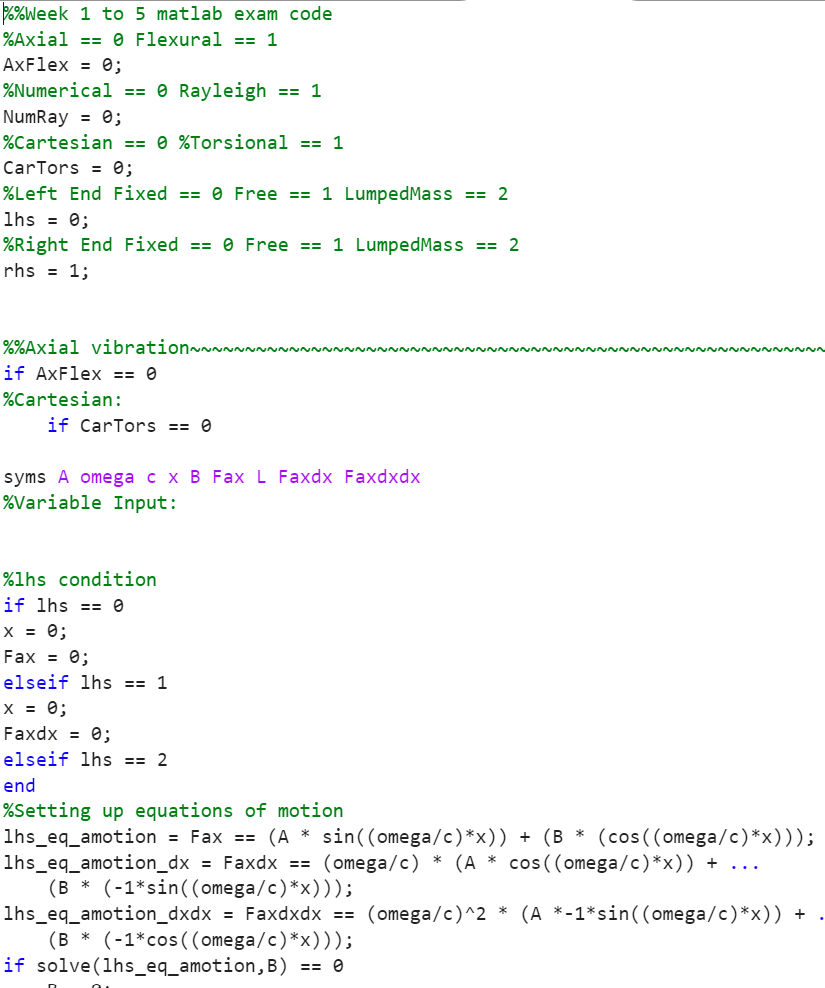 %%Week 1 to 5 matlab exam code
%Axial == 0 Flexural == 1
AxFlex = 0;
%Numerical == 0 Rayleigh == 1
NumRay = 0;
%Cartesian == 0 %Torsional == 1
CarTors = 0;
%Left End Fixed == 0 Free == 1 LumpedMass == 2
lhs = 0;
%Right End Fixed == 0 Free == 1 LumpedMass == 2
rhs = 1;
%%Axial vibration~~~~~~~~~~~~~~~~~~~~~~~~~~~~~~~~~~~~~~~~~~~~~~~~~~~~~~~~~~
if AxFlex == 0
%Cartesian:
if CarTors == 0
syms A omega c x B Fax L Faxdx Faxdxdx
%Variable Input:
%lhs condition
if lhs == 0
x = 0;
Fax = 0;
elseif lhs == 1
x = 0;
Faxdx = 0;
elseif lhs == 2
end
%Setting up equations of motion
lhs_eq_amotion = Fax == (A * sin((omega/c)*x)) + (B * (cos((omega/c)*x)));
lhs_eq_amotion_dx = Faxdx == (omega/c) * (A * cos((omega/c)*x)) + ...
(B * (-1*sin((omega/c)*x)));
lhs_eq_amotion_dxdx = Faxdxdx == (omega/c)^2 * (A *-1*sin((omega/c)*x)) + .
(B * (-1*cos((omega/c)*x)));
if solve(lhs_eq_amotion,B) == 0